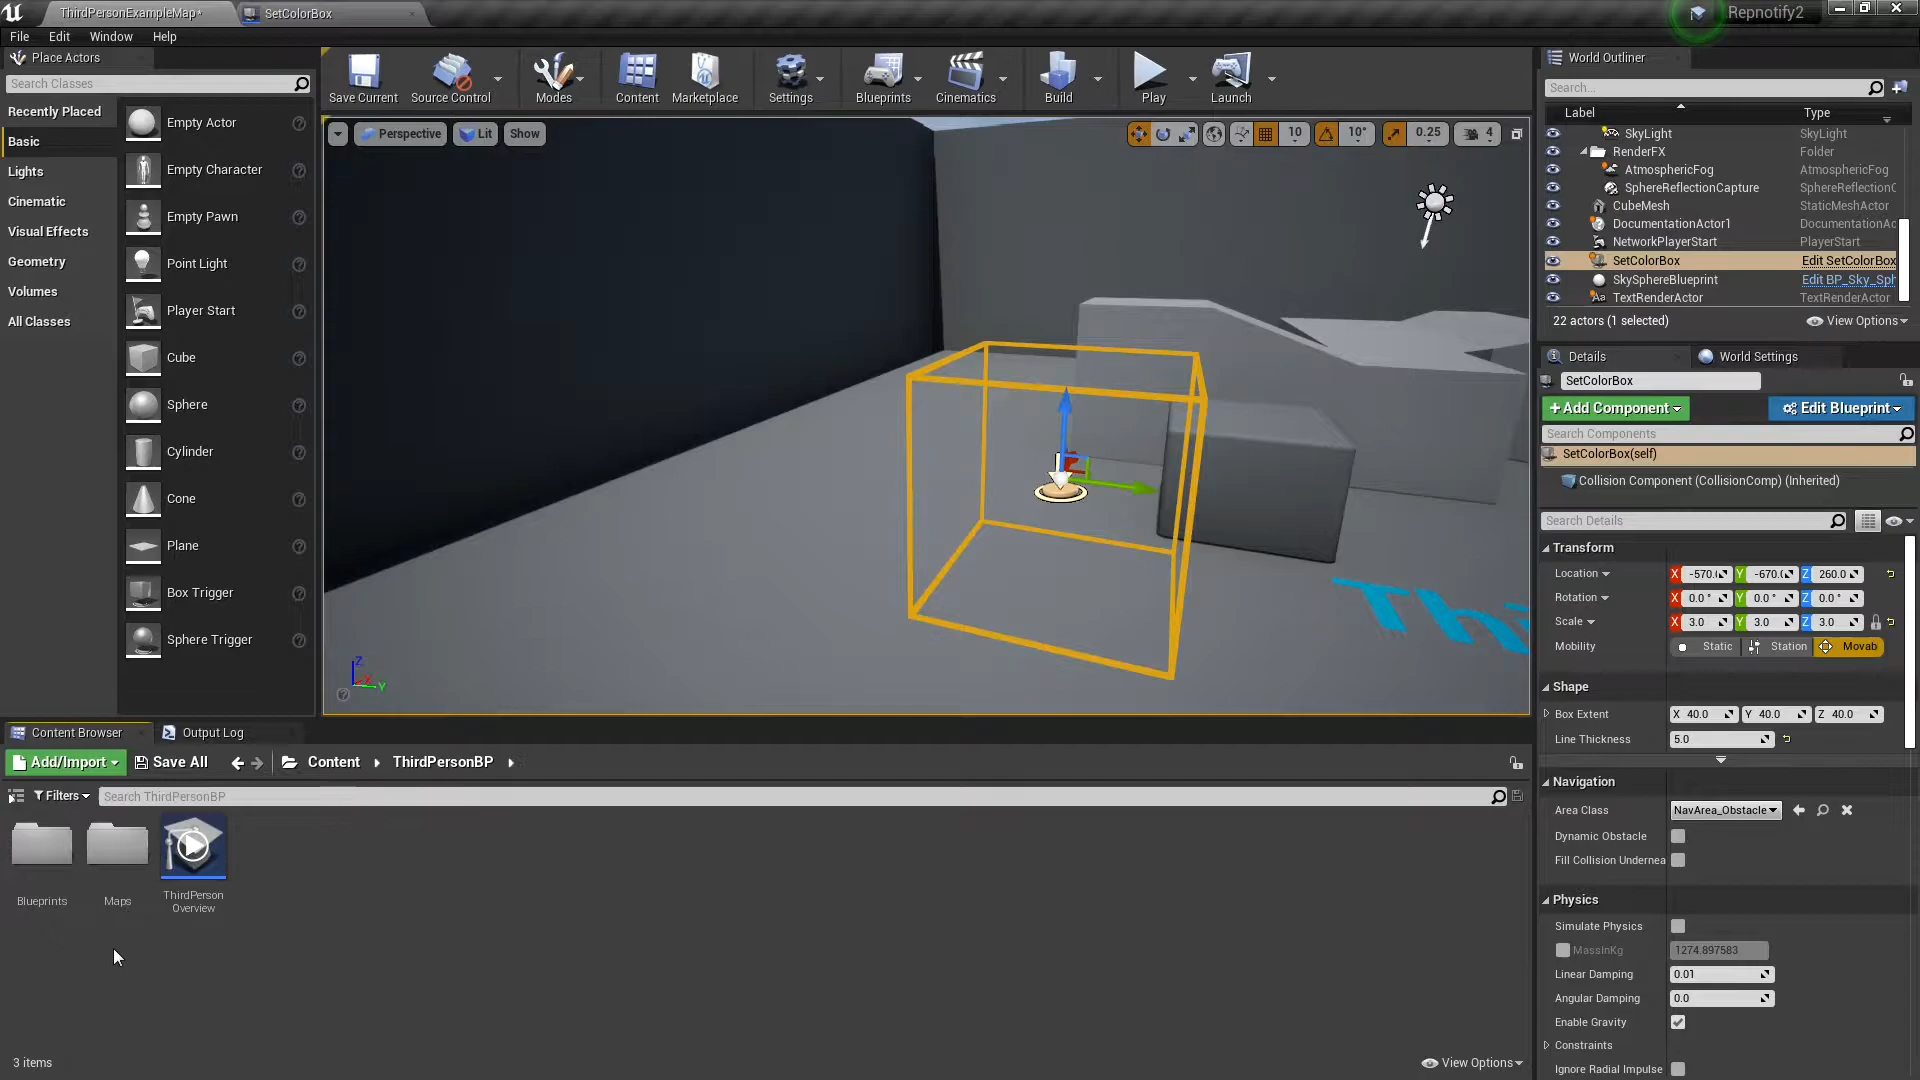 ThirdPersonExampleMap*
SetColorBox
Repnotify2
File
Edit
Window
Help
Place Actors
Search Classes
Recently Placed
Basic
Lights
Cinematic
Visual Effects
Geometry
Volumes
All Classes
Empty Actor
Empty Character
Empty Pawn
Point Light
Player Start
Cube
Sphere
Cylinder
Cone
Plane
Box Trigger
Sphere Trigger
Save Current
Source Control
Modes
Content
Marketplace
Settings
Blueprints
Cinematics
Build
Play
Launch
Perspective
Lit
Show
10
10°
0.25
4
Thi
Z
X
Y
World Outliner
Search...
Label
Type
SkyLight
SkyLight
RenderFX
Folder
AtmosphericFog
AtmosphericFog
SphereReflectionCapture
SphereReflectionC
CubeMesh
StaticMeshActor
DocumentationActor1
DocumentationAc
NetworkPlayerStart
PlayerStart
SetColorBox
Edit SetColorBox
SkySphereBlueprint
Edit BP_Sky_Sph
TextRenderActor
TextRenderActor
22 actors (1 selected)
View Options
Details
World Settings
SetColorBox
+ Add Component
Edit Blueprint
Search Components
SetColorBox(self)
Collision Component (CollisionComp) (Inherited)
Search Details
Transform
Location
X -570.(
Y -670.(
Z 260.0
Rotation
X 0.0 °
Y 0.0 °
Z 0.0 °
Scale
X 3.0
Y 3.0
Z 3.0
Mobility
Static
Station
Movab
Shape
Box Extent
X 40.0
Y 40.0
Z 40.0
Line Thickness
5.0
Navigation
Area Class
NavArea_Obstacle
Dynamic Obstacle
Fill Collision Undernea
Physics
Simulate Physics
MassInKg
1274.897583
Linear Damping
0.01
Angular Damping
0.0
Enable Gravity
Constraints
Ignore Radial Impulse
Content Browser
Output Log
Add/Import
Save All
Content
ThirdPersonBP
Filters
Search ThirdPersonBP
Blueprints
Maps
ThirdPerson
Overview
3 items
View Options